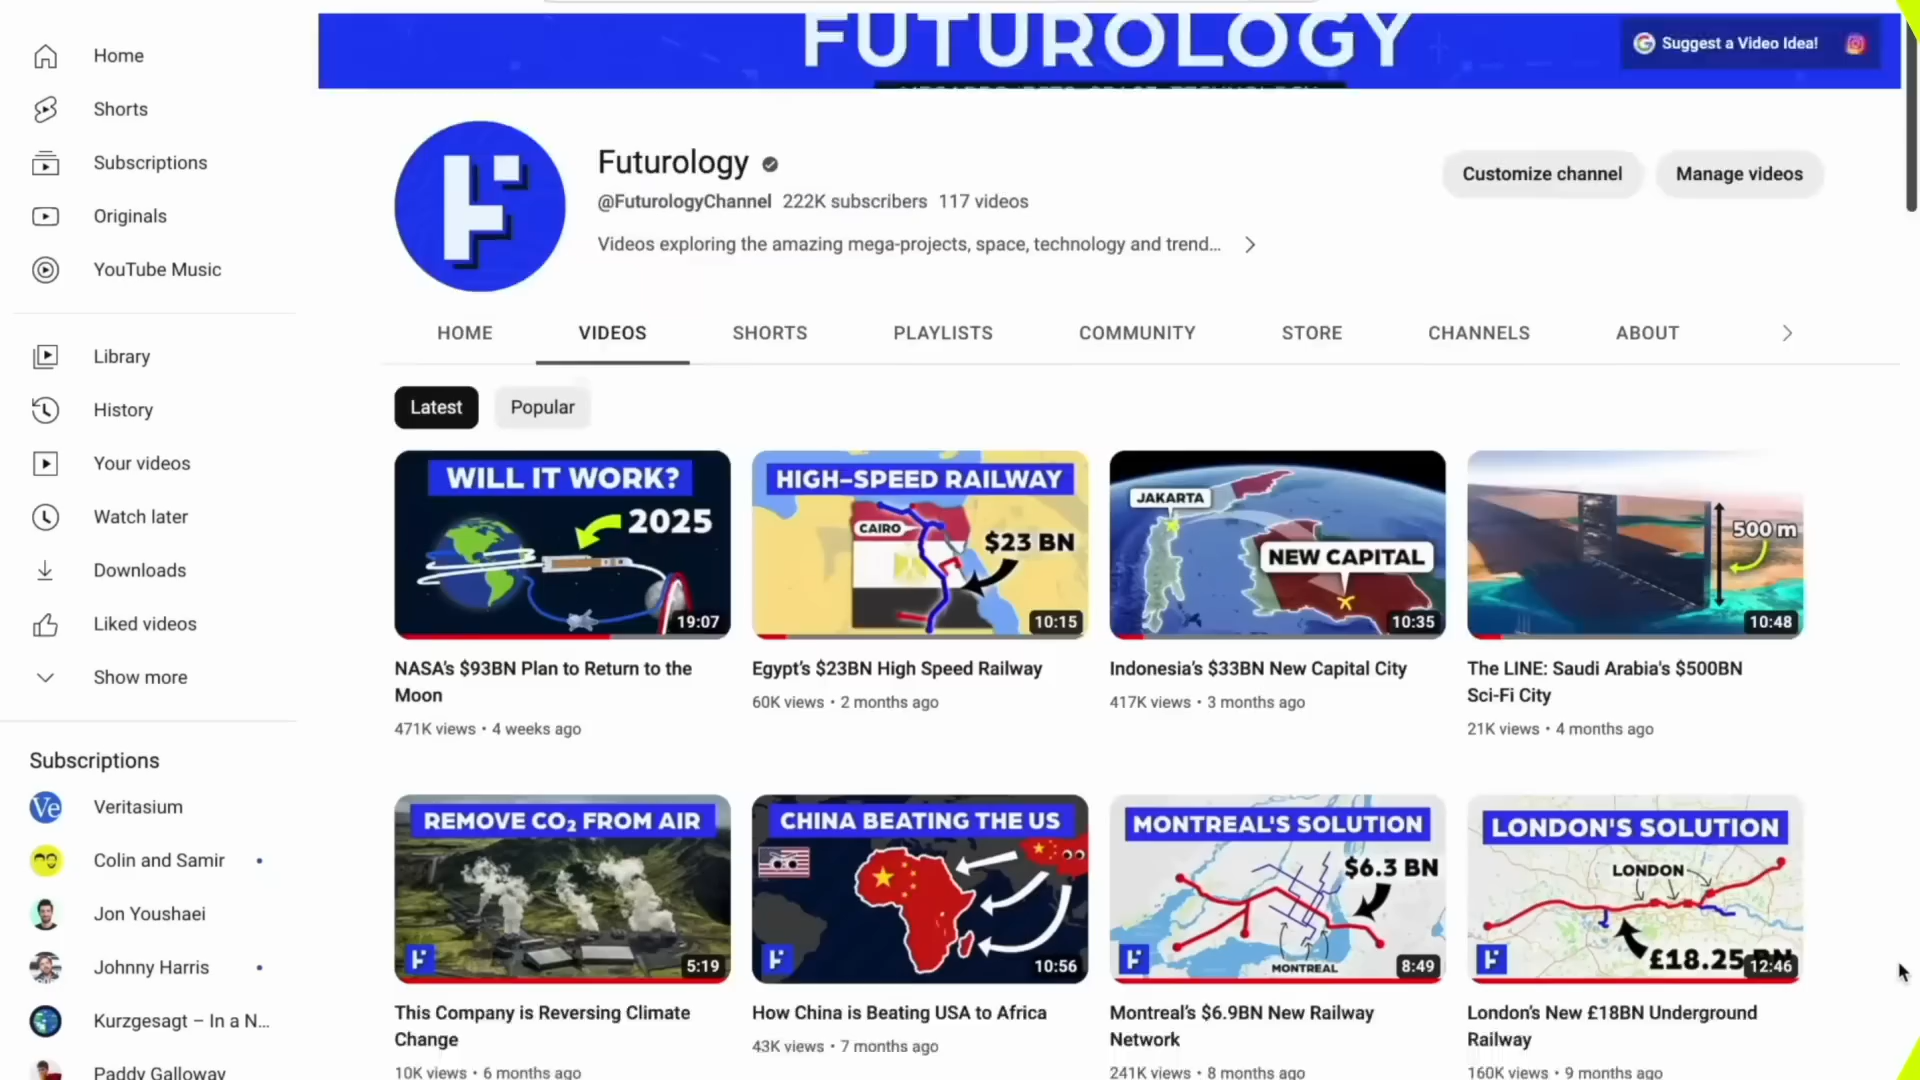 FUTUROLOGY
Suggest a Video Idea!
Home
Shorts
Subscriptions
Originals
YouTube Music
Library
History
Your videos
Watch later
Downloads
Liked videos
Show more
Subscriptions
Veritasium
Colin and Samir
Jon Youshaei
Johnny Harris
Kurzgesagt – In a N...
Paddy Galloway
Futurology
@FuturologyChannel 222K subscribers 117 videos
Videos exploring the amazing mega-projects, space, technology and trend...
Customize channel
Manage videos
HOME VIDEOS SHORTS PLAYLISTS COMMUNITY STORE CHANNELS ABOUT
Latest Popular
WILL IT WORK?
2025
19:07
NASA's $93BN Plan to Return to the
Moon
471K views • 4 weeks ago
HIGH-SPEED RAILWAY
CAIRO
$23 BN
10:15
Egypt's $23BN High Speed Railway
60K views • 2 months ago
JAKARTA
NEW CAPITAL
10:35
Indonesia's $33BN New Capital City
417K views • 3 months ago
500 m
10:48
The LINE: Saudi Arabia's $500BN
Sci-Fi City
21K views • 4 months ago
REMOVE CO₂ FROM AIR
5:19
This Company is Reversing Climate
Change
10K views • 6 months ago
CHINA BEATING THE US
10:56
How China is Beating USA to Africa
43K views • 7 months ago
MONTREAL'S SOLUTION
$6.3 BN
MONTREAL
8:49
Montreal's $6.9BN New Railway
Network
241K views • 8 months ago
LONDON'S SOLUTION
LONDON
£18.25 BN
12:46
London's New £18BN Underground
Railway
160K views • 9 months ago